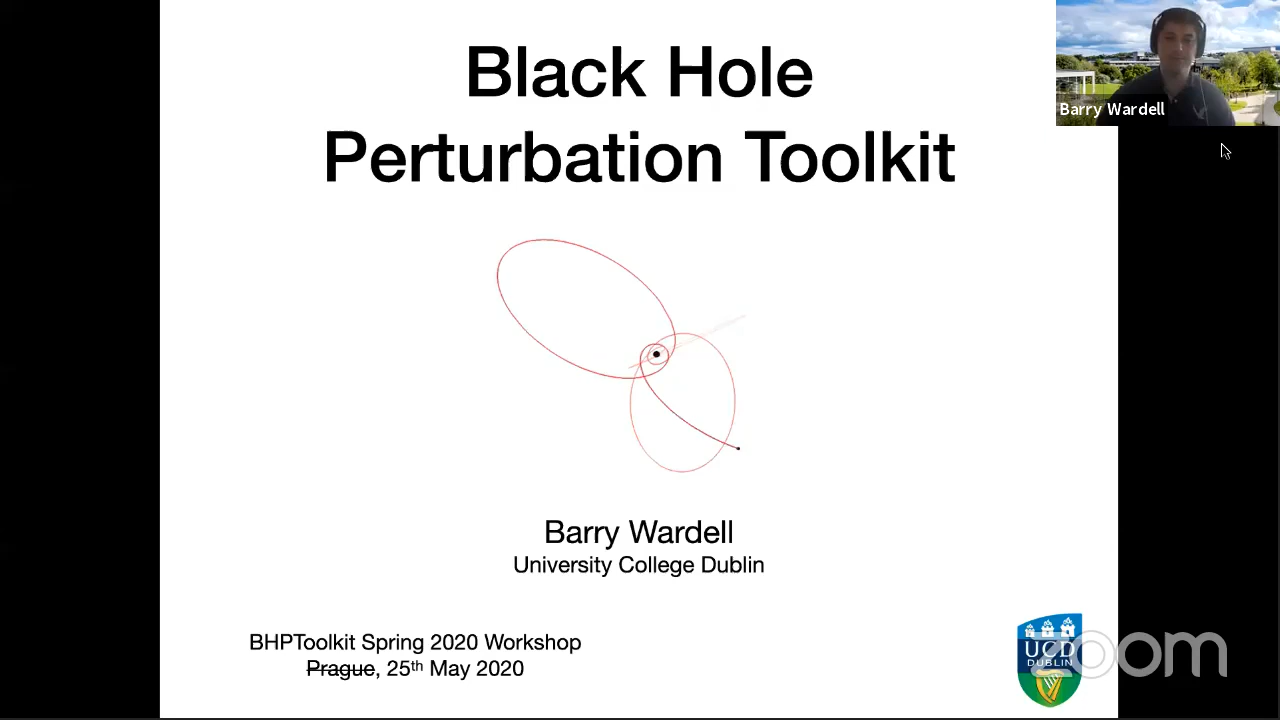 Black Hole
Perturbation Toolkit
Barry Wardell
Barry Wardell
University College Dublin
BHPToolkit Spring 2020 Workshop
Prague, 25th May 2020
UCD
DUBLIN
zoom